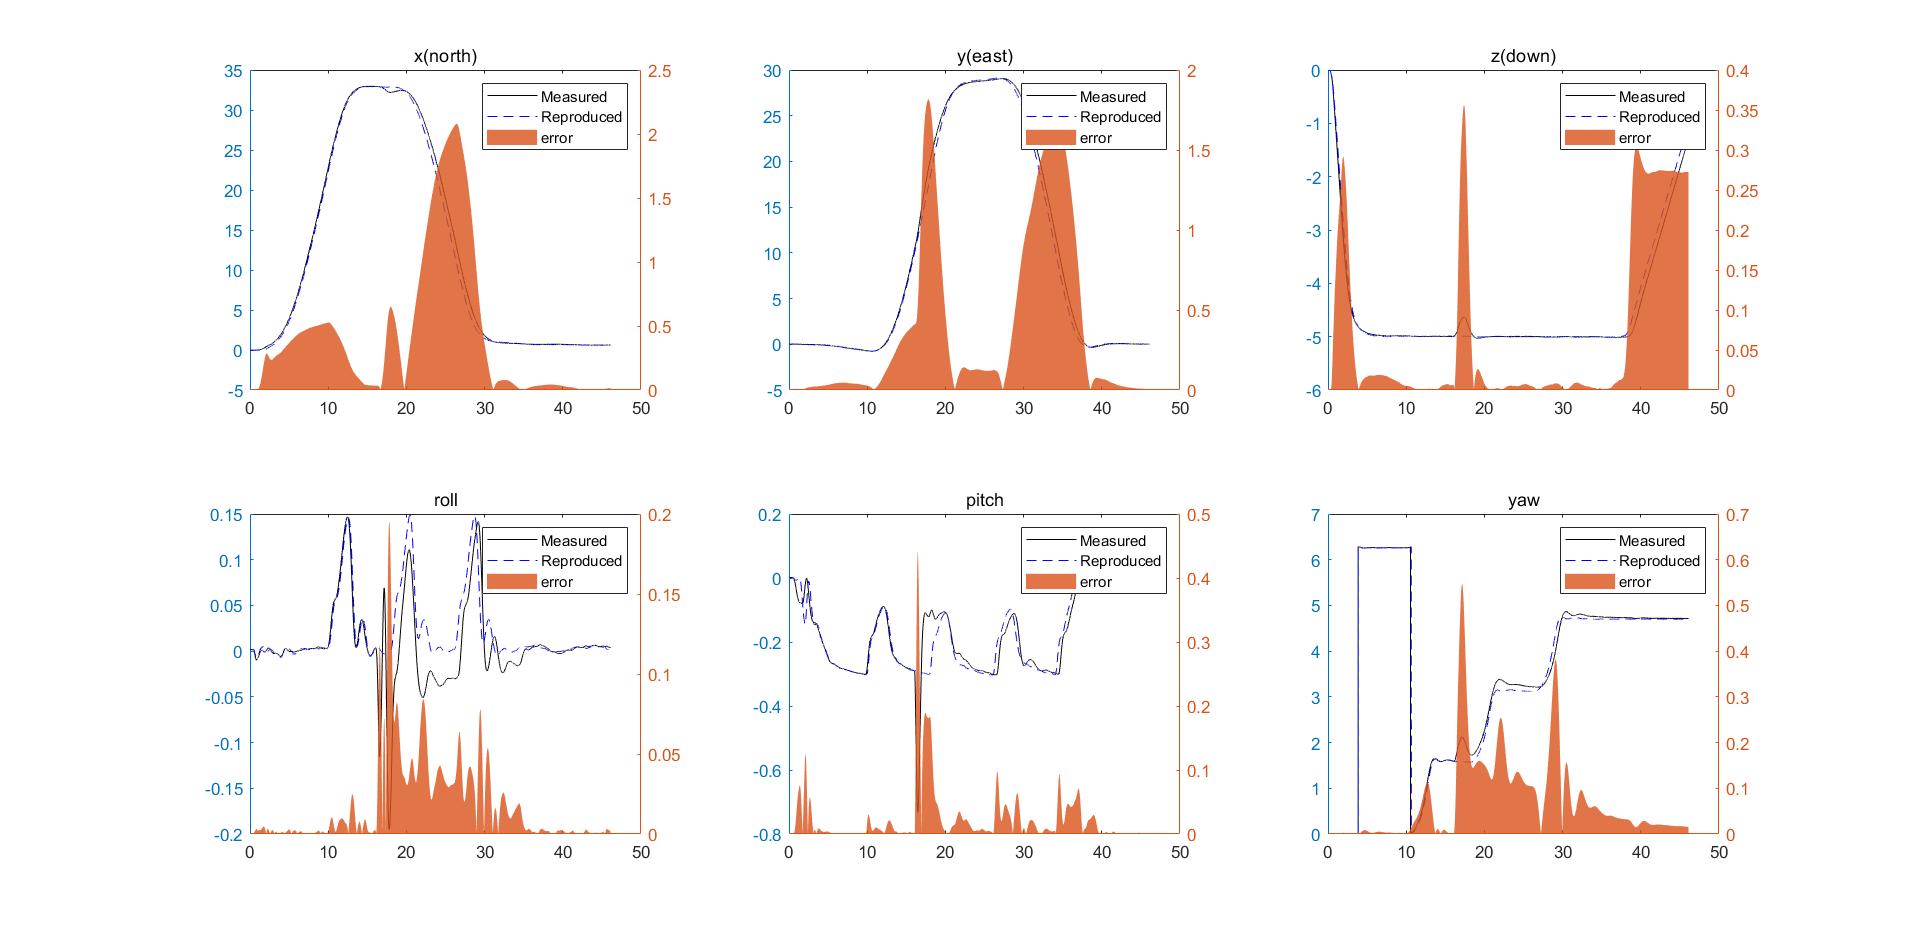 x(north)
35
30
25
20
15
10
5
0
-5
2.5
2
1.5
1
0.5
0
0 10 20 30 40 50
Measured
Reproduced
error
y(east)
30
25
20
15
10
5
0
-5
2
1.5
1
0.5
0
0 10 20 30 40 50
Measured
Reproduced
error
z(down)
0
-1
-2
-3
-4
-5
-6
0.4
0.35
0.3
0.25
0.2
0.15
0.1
0.05
0
0 10 20 30 40 50
Measured
Reproduced
error
roll
0.15
0.1
0.05
0
-0.05
-0.1
-0.15
-0.2
0.2
0.15
0.1
0.05
0
0 10 20 30 40 50
Measured
Reproduced
error
pitch
0.2
0
-0.2
-0.4
-0.6
-0.8
0.5
0.4
0.3
0.2
0.1
0
0 10 20 30 40 50
Measured
Reproduced
error
yaw
7
6
5
4
3
2
1
0
0.7
0.6
0.5
0.4
0.3
0.2
0.1
0
0 10 20 30 40 50
Measured
Reproduced
error